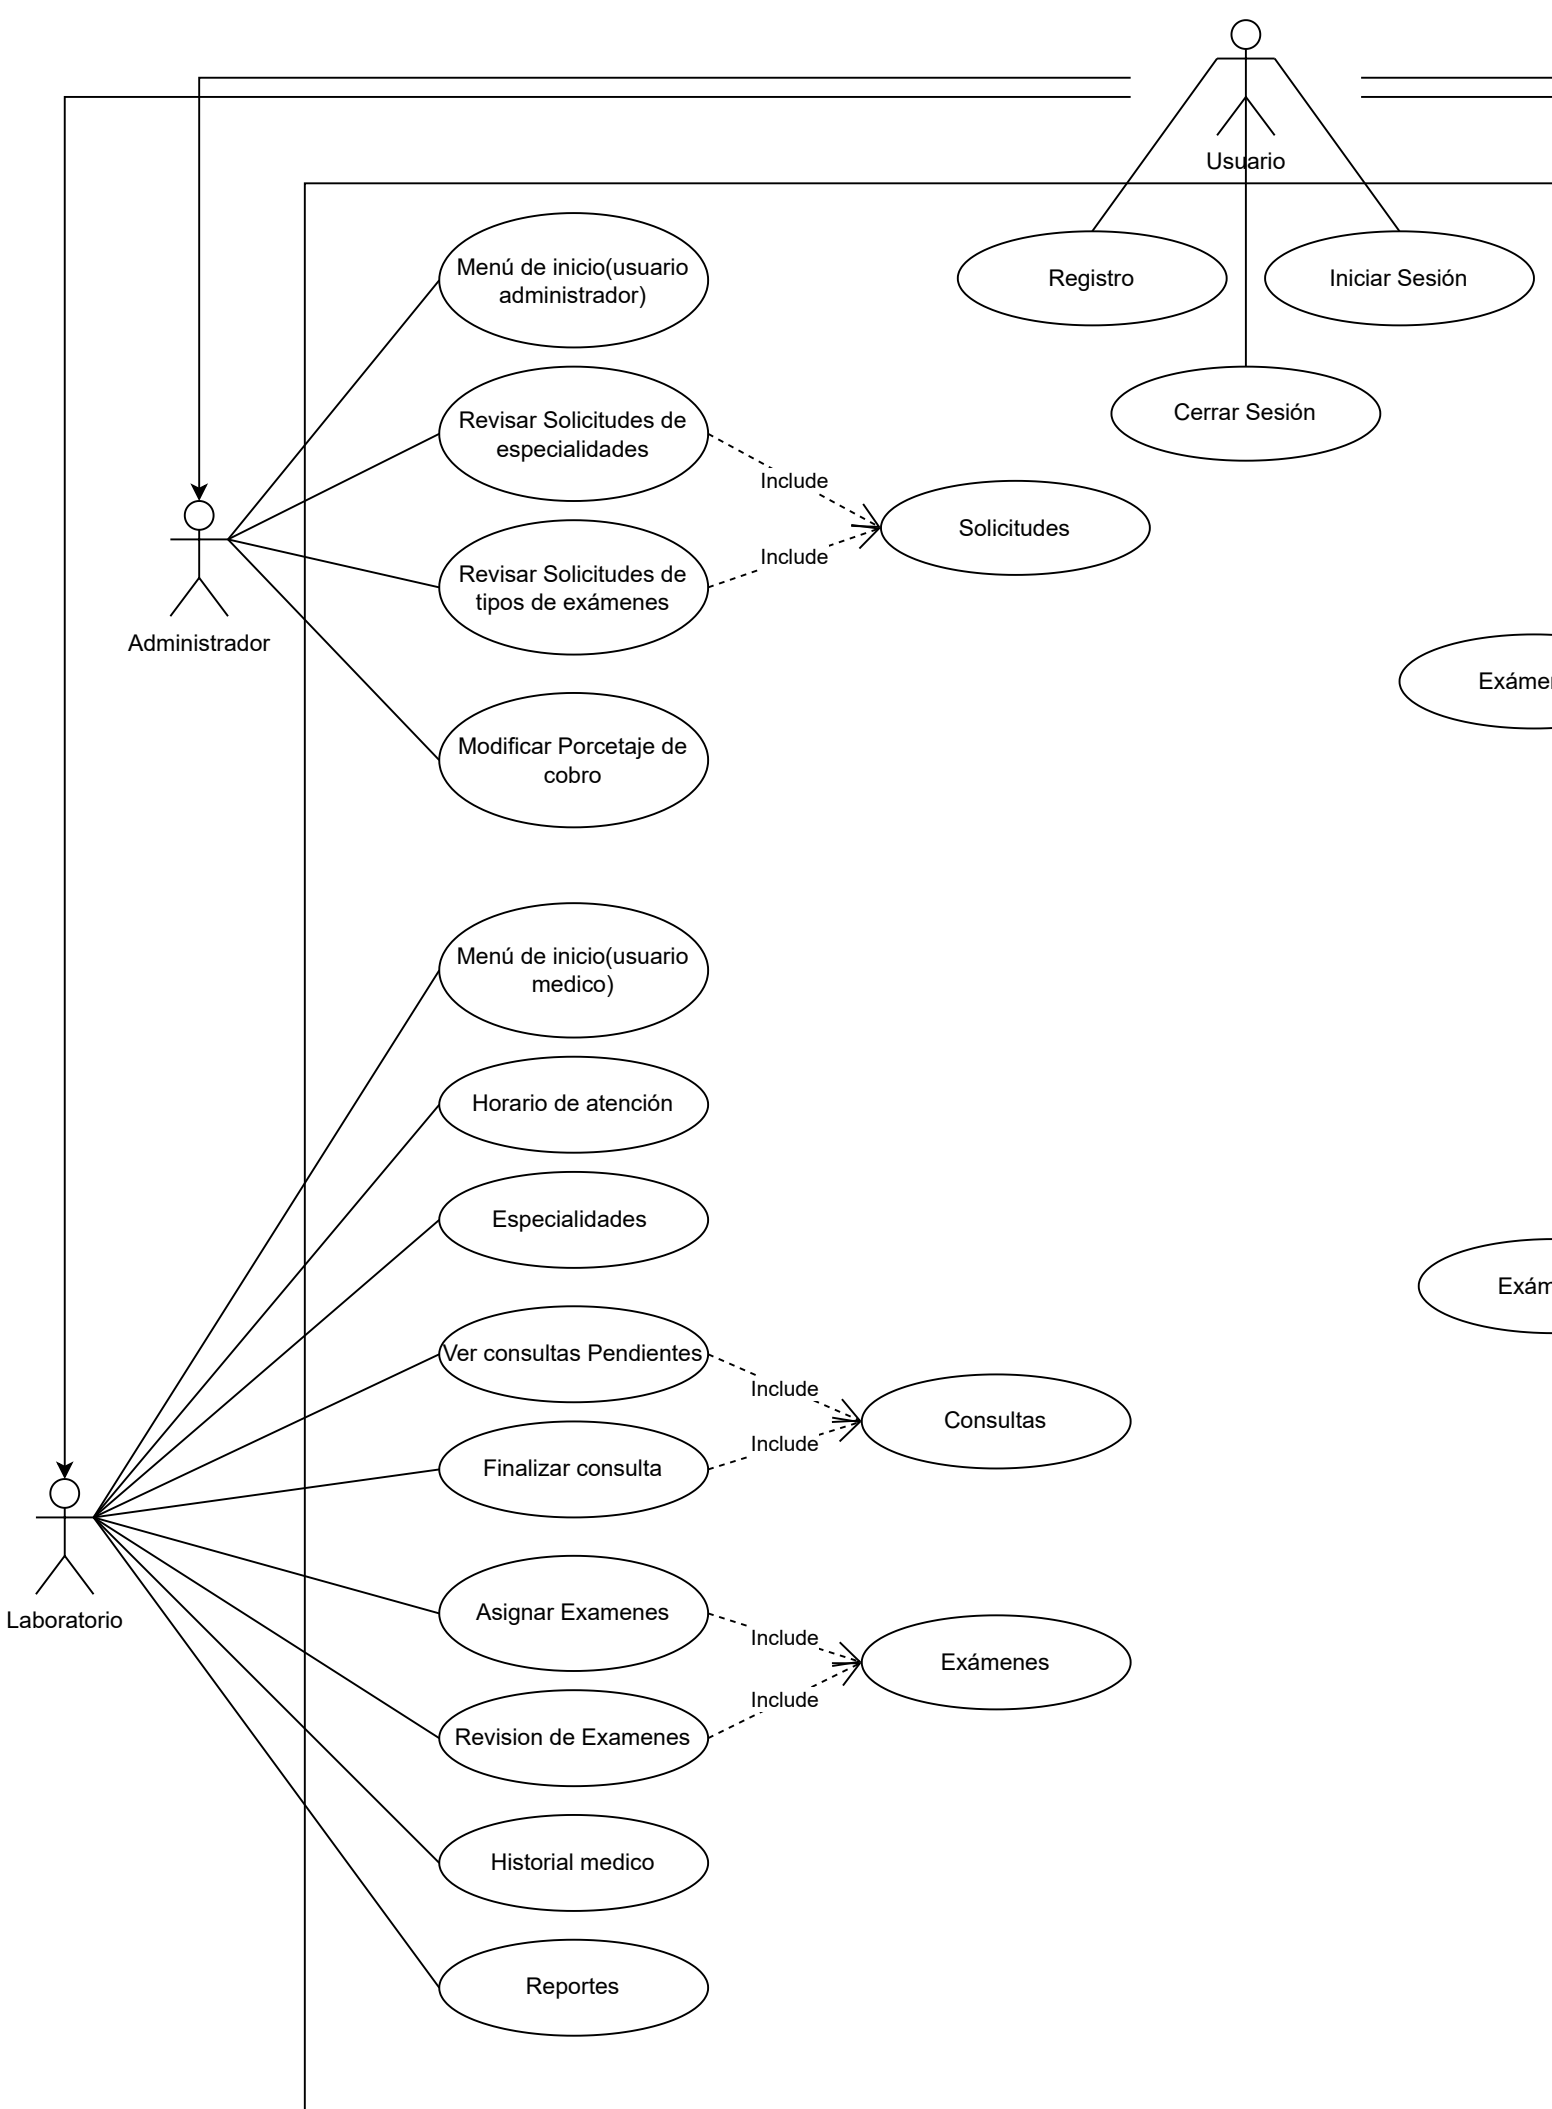 Usuario
Menú de inicio(usuario
administrador)
Registro
Iniciar Sesión
Cerrar Sesión
Revisar Solicitudes de
especialidades
Include
Solicitudes
Include
Revisar Solicitudes de
tipos de exámenes
Administrador
Modificar Porcetaje de
cobro
Menú de inicio(usuario
medico)
Horario de atención
Especialidades
Ver consultas Pendientes
Include
Consultas
Include
Finalizar consulta
Laboratorio
Asignar Examenes
Include
Exámenes
Include
Revision de Examenes
Historial medico
Reportes